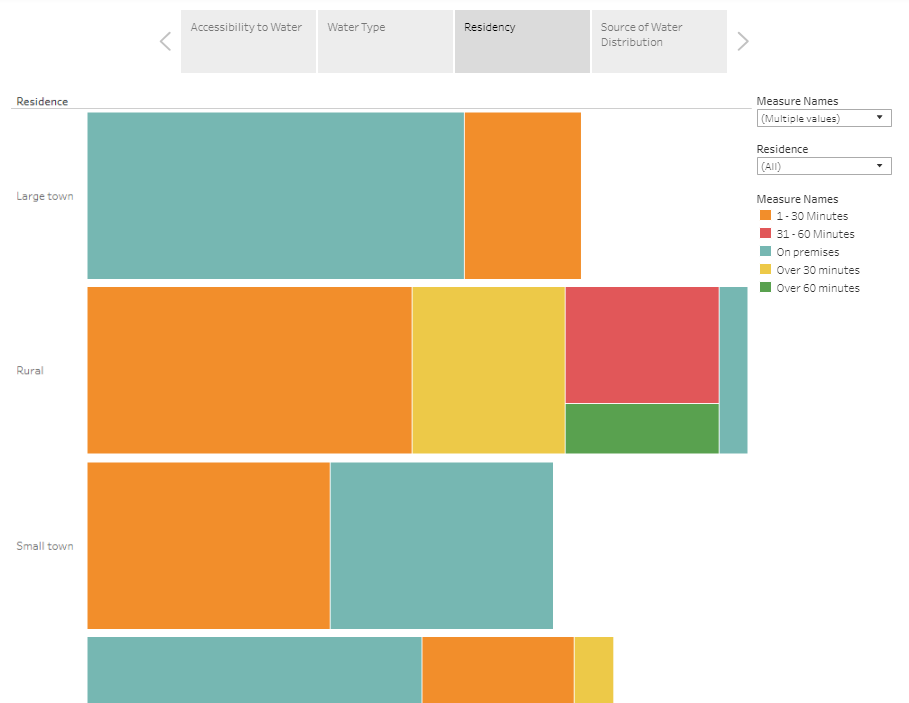 Accessibility to Water
Water Type
Residency
Source of Water
Distribution
Residence
Large town
Rural
Small town
Measure Names
(Multiple values)
Residence
(All)
Measure Names
1 - 30 Minutes
31 - 60 Minutes
On premises
Over 30 minutes
Over 60 minutes